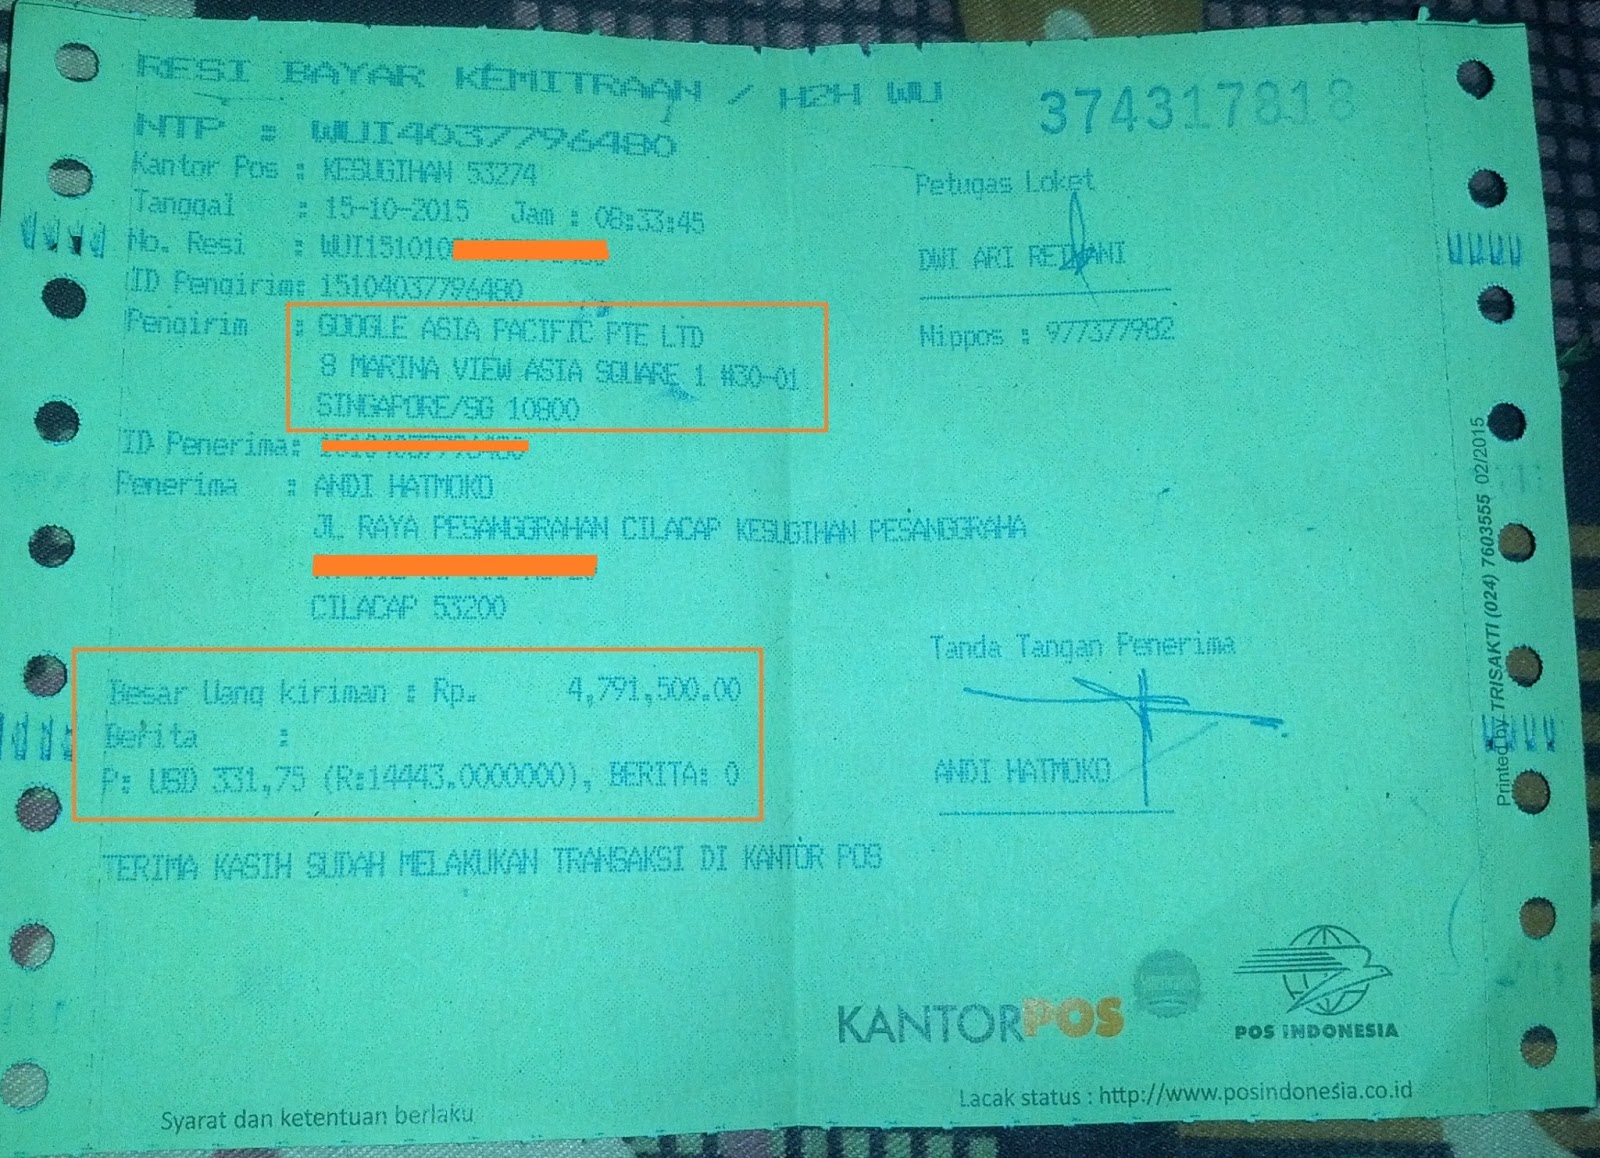 RESI BAYAR KEMITRAAN / H2H WU
374317818
NTP : WUI4037796480
Kantor Pos : KESUGIHAN 53274
Tanggal : 15-10-2015 Jam : 08:33:45
No. Resi : WUI151010
ID Pengirim: 15104037796480
Pengirim : GOOGLE ASIA PACIFIC PTE LTD
8 MARINA VIEW ASIA SQUARE 1 #30-01
SINGAPORE/SG 10800
ID Penerima:
Penerima : ANDI HATMOKO
JL RAYA PESANGGRAHAN CILACAP KESUGIHAN PESANGGRAHA
CILACAP 53200
Besar Uang kiriman : Rp. 4,791,500.00
Berita :
P: USD 331,75 (R:14443.0000000), BERITA: 0
TERIMA KASIH SUDAH MELAKUKAN TRANSAKSI DI KANTOR POS
Petugas Loket
DWI ARI
Nippos : 977377982
Tanda Tangan Penerima
ANDI HATMOKO
Printed by TRISAKTI (024) 7603555 02/2015
KANTORPOS
POS INDONESIA
Lacak status : http://www.posindonesia.co.id
Syarat dan ketentuan berlaku